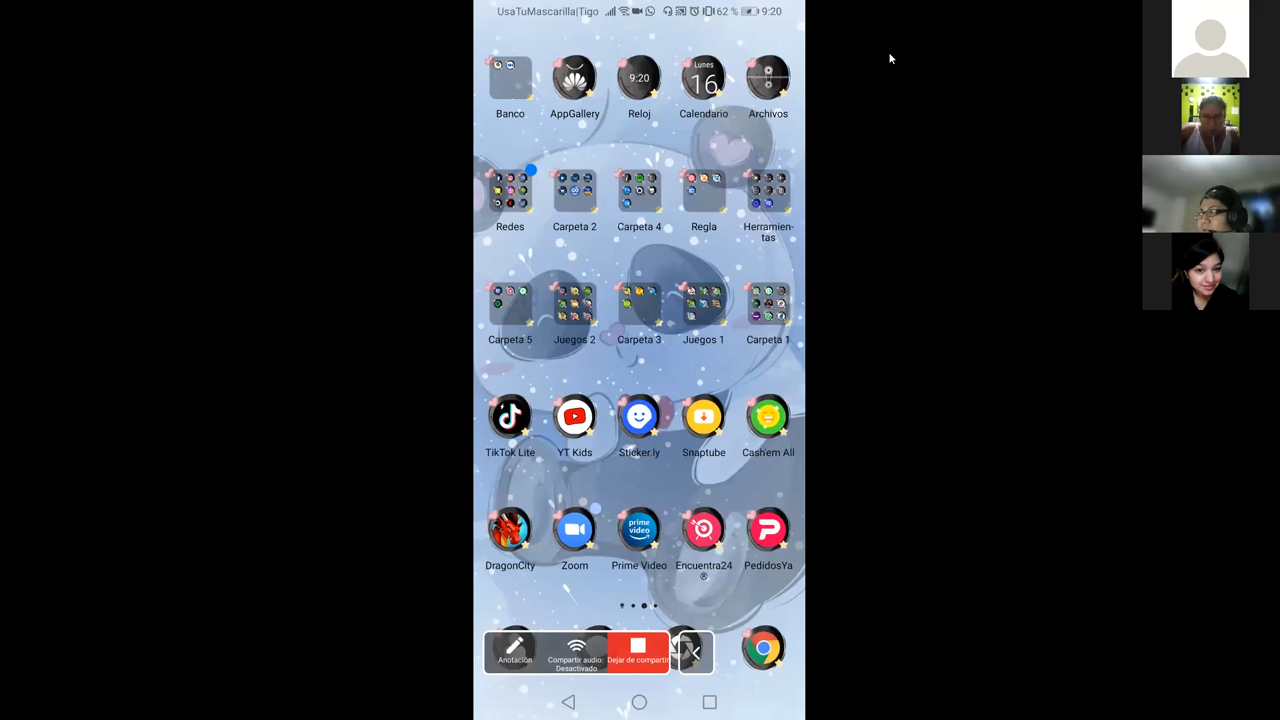 UsaTuMascarilla|Tigo 62 % 9:20
9:20 Lunes 16
Banco AppGallery Reloj Calendario Archivos
Redes Carpeta 2 Carpeta 4 Regla Herramien-
tas
Carpeta 5 Juegos 2 Carpeta 3 Juegos 1 Carpeta 1
TikTok Lite YT Kids Sticker.ly Snaptube Cash'em All
prime video
DragonCity Zoom Prime Video Encuentra24 PedidosYa
®
Anotación Compartir audio: Dejar de compartir
Desactivado